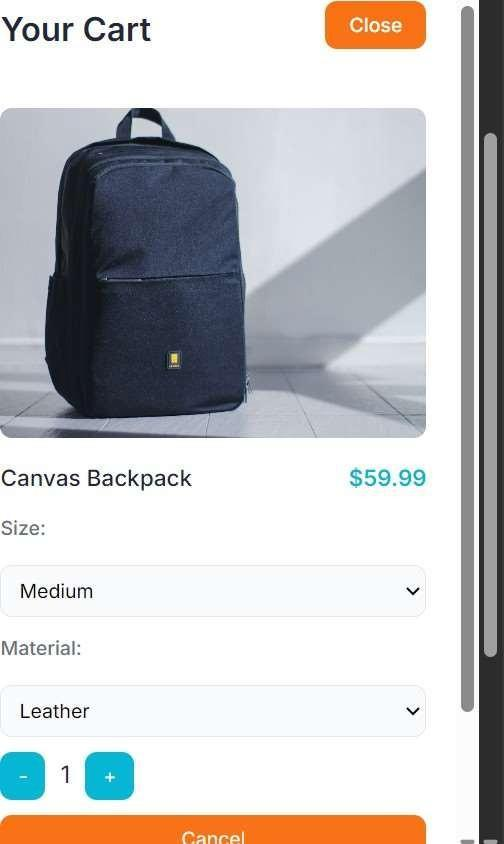 Your Cart
Close
Canvas Backpack
$59.99
Size:
Medium
Material:
Leather
- 1 +
Cancel